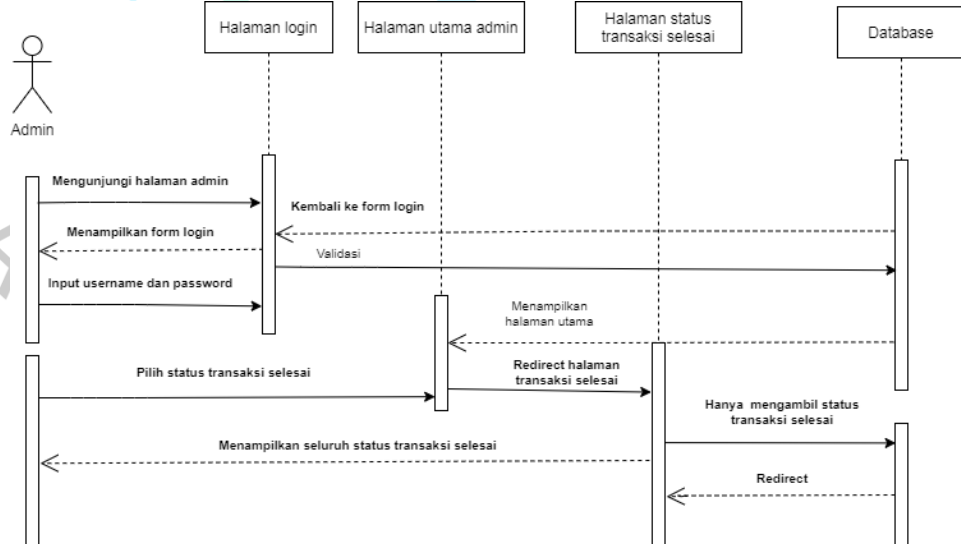 Halaman login
Halaman utama admin
Halaman status
transaksi selesai
Database
Admin
Mengunjungi halaman admin
Kembali ke form login
Menampilkan form login
Validasi
Input username dan password
Menampilkan
halaman utama
Pilih status transaksi selesai
Redirect halaman
transaksi selesai
Hanya mengambil status
transaksi selesai
Menampilkan seluruh status transaksi selesai
Redirect